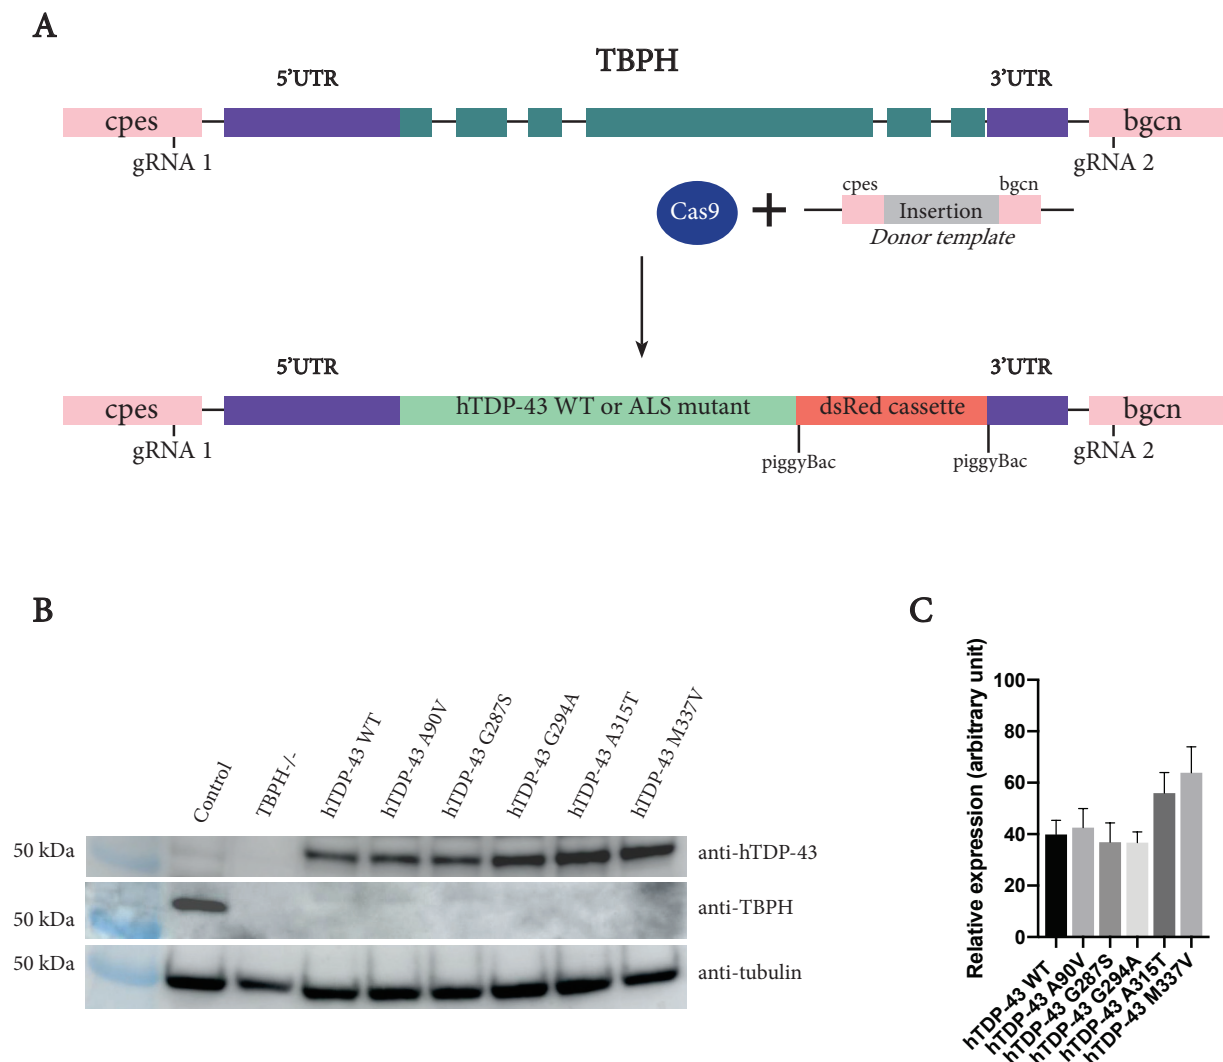 A
TBPH
5'UTR
3'UTR
cpes
bgcn
gRNA 1
gRNA 2
cpes
bgcn
Cas9
+
Insertion
Donor template
5'UTR
3'UTR
cpes
hTDP-43 WT or ALS mutant
dsRed cassette
bgcn
gRNA 1
piggyBac
piggyBac
gRNA 2
B
Control
TBPH-/-
hTDP-43 WT
hTDP-43 A90V
hTDP-43 G287S
hTDP-43 G294A
hTDP-43 A315T
hTDP-43 M337V
50 kDa
anti-hTDP-43
50 kDa
anti-TBPH
50 kDa
anti-tubulin
C
Relative expression (arbitrary unit)
100
80
60
40
20
0
hTDP-43 WT
hTDP-43 A90V
hTDP-43 G287S
hTDP-43 G294A
hTDP-43 A315T
hTDP-43 M337V